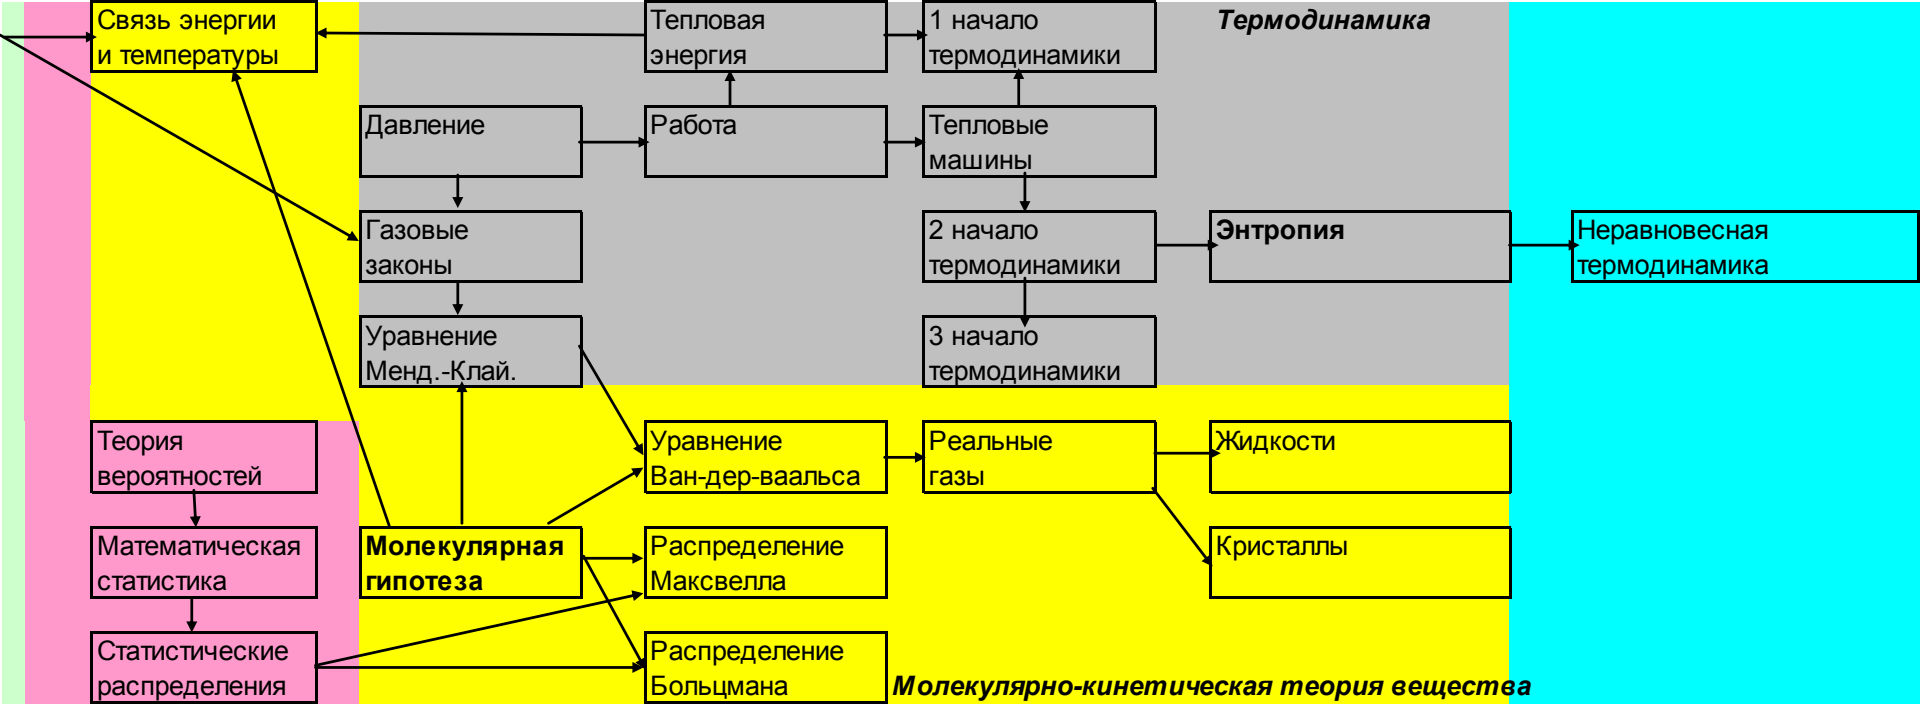 Связь энергии
и температуры
Тепловая
энергия
1 начало
термодинамики
Термодинамика
Давление
Работа
Тепловые
машины
Газовые
законы
2 начало
термодинамики
Энтропия
Неравновесная
термодинамика
Уравнение
Менд.-Клай.
3 начало
термодинамики
Теория
вероятностей
Уравнение
Ван-дер-ваальса
Реальные
газы
Жидкости
Математическая
статистика
Молекулярная
гипотеза
Распределение
Максвелла
Кристаллы
Статистические
распределения
Распределение
Больцмана
Молекулярно-кинетическая теория вещества